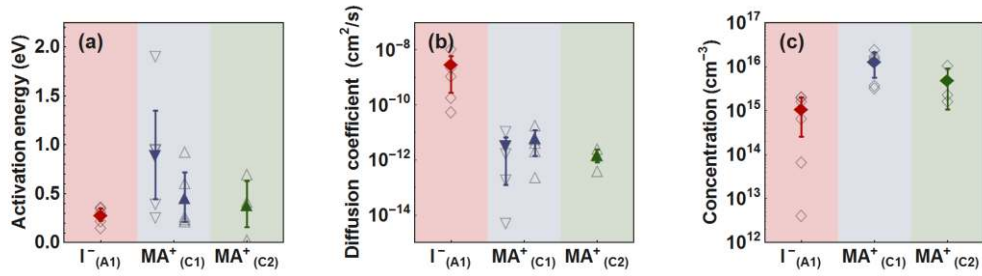 (a)
Activation energy (eV)
2.0
1.5
1.0
0.5
0.0
I⁻(A1) MA⁺(C1) MA⁺(C2)
(b)
Diffusion coefficient (cm²/s)
10⁻⁸
10⁻¹⁰
10⁻¹²
10⁻¹⁴
I⁻(A1) MA⁺(C1) MA⁺(C2)
(c)
Concentration (cm⁻³)
10¹⁷
10¹⁶
10¹⁵
10¹⁴
10¹³
10¹²
I⁻(A1) MA⁺(C1) MA⁺(C2)